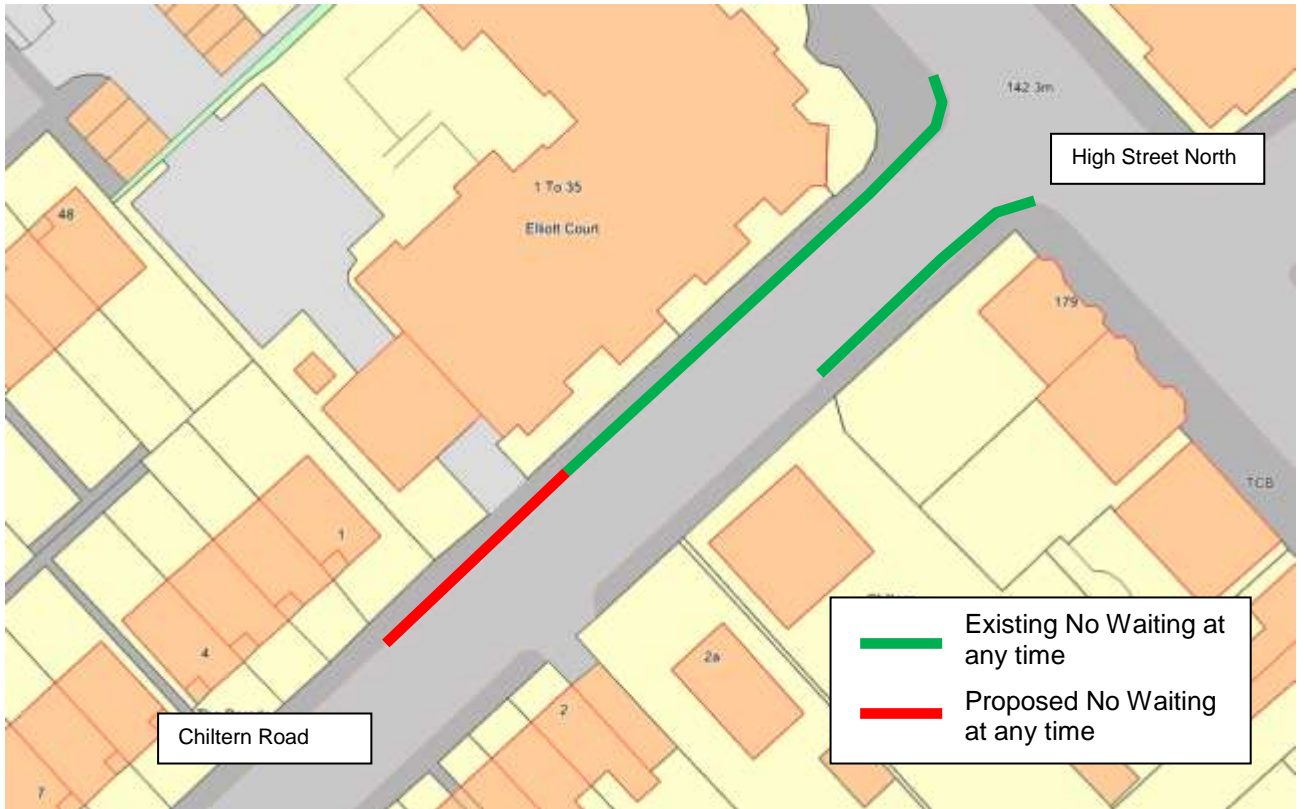 142.3m
High Street North
1 To 35
Elliott Court
48
179
TCB
1
4
2a
2
7
Chiltern Road
Existing No Waiting at
any time
Proposed No Waiting
at any time